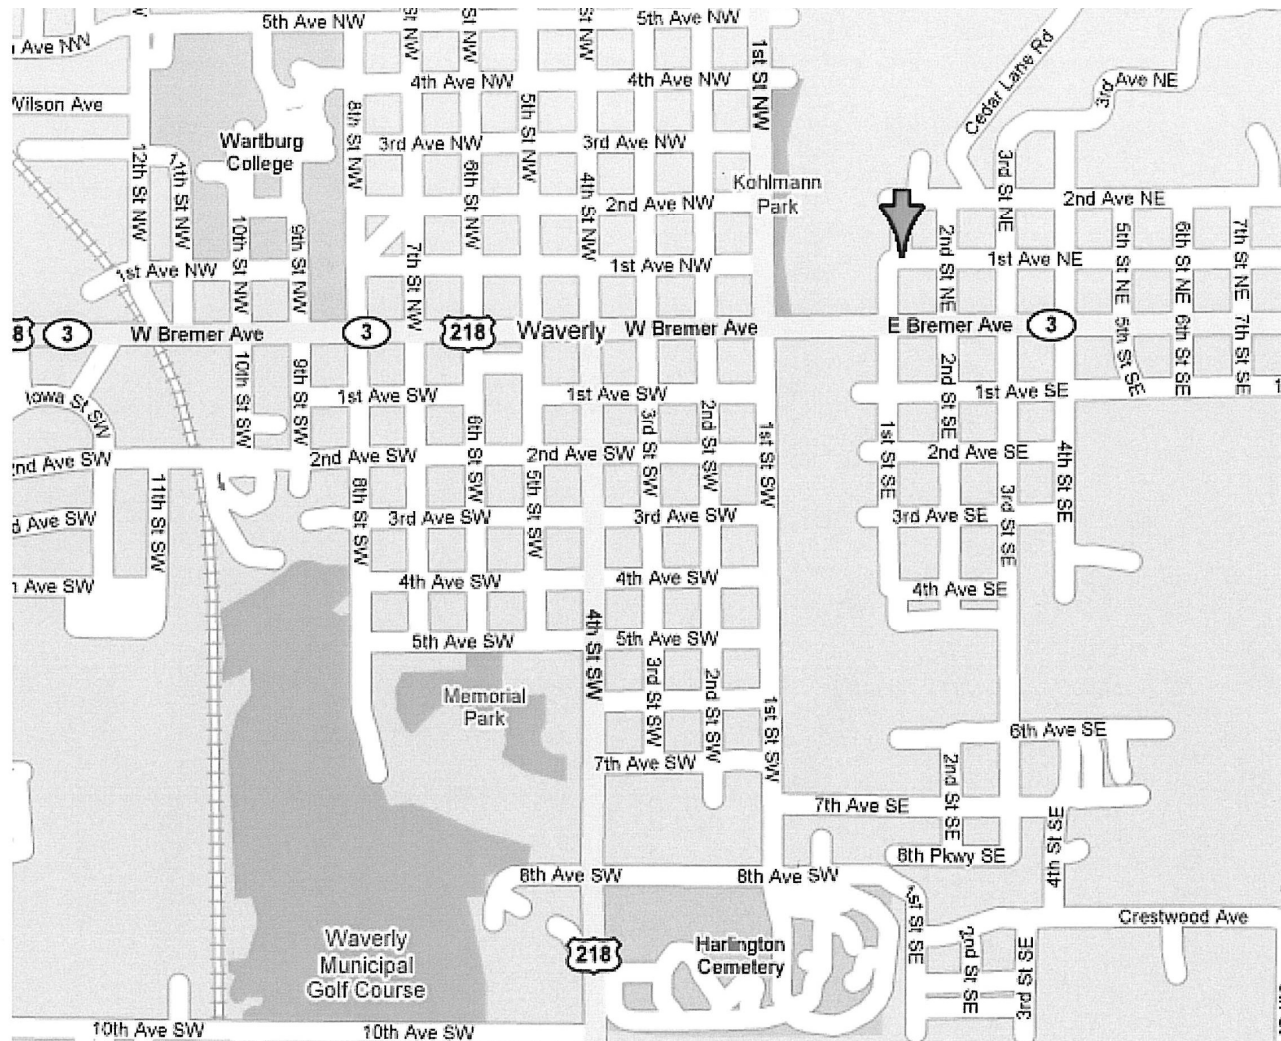 5th Ave NW
5th Ave NW
St NW
St NW
St NW
1st St NW
Ave NW
4th Ave NW
4th Ave NW
Cedar Lane Rd
3rd Ave NE
Wilson Ave
8th St NW
5th St NW
Wartburg
College
3rd Ave NW
3rd Ave NW
12th St NW
11th St NW
6th St NW
4th St NW
Kohlmann
Park
3rd St NE
2nd Ave NE
2nd Ave NW
10th St NW
9th St NW
7th St NW
2nd St NE
5th St NE
6th St NE
7th St NE
1st Ave NW
1st Ave NW
1st Ave NE
8
3
W Bremer Ave
3
218
Waverly
W Bremer Ave
E Bremer Ave
3
5th St SE
6th St SE
7th St SE
10th St SW
9th St SW
2nd St SE
Iowa St SW
1st Ave SW
1st Ave SW
1st Ave SE
1
6th St SW
3rd St SW
2nd St SW
1st St SW
1st St SE
4th St SE
2nd Ave SW
2nd Ave SW
2nd Ave SW
2nd Ave SE
11th St SW
8th St SW
5th St SW
3rd St SE
d Ave SW
3rd Ave SW
3rd Ave SW
3rd Ave SE
h Ave SW
4th Ave SW
4th Ave SW
4th Ave SE
4th St SW
5th Ave SW
5th Ave SW
3rd St SW
2nd St SW
1st St SW
Memorial
Park
6th Ave SE
7th Ave SW
2nd St SE
7th Ave SE
4th St SE
8th Pkwy SE
8th Ave SW
8th Ave SW
1st St SE
Crestwood Ave
2nd St SE
3rd St SE
Waverly
Municipal
Golf Course
218
Harlington
Cemetery
10th Ave SW
10th Ave SW